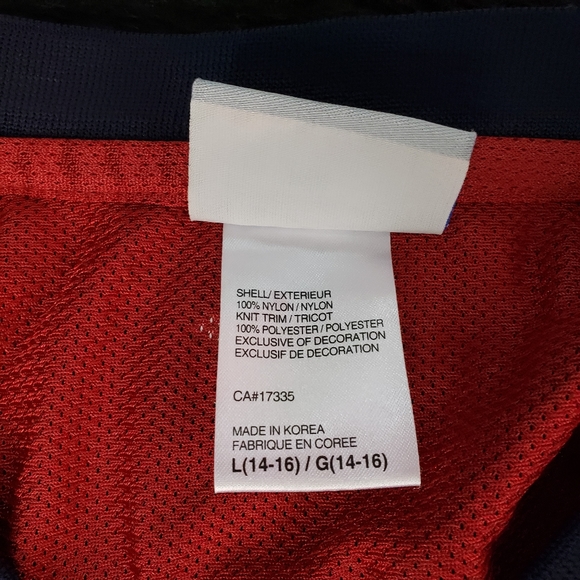 SHELL/ EXTERIEUR
100% NYLON / NYLON
KNIT TRIM / TRICOT
100% POLYESTER / POLYESTER
EXCLUSIVE OF DECORATION
EXCLUSIF DE DECORATION
CA#17335
MADE IN KOREA
FABRIQUE EN COREE
L(14-16) / G(14-16)